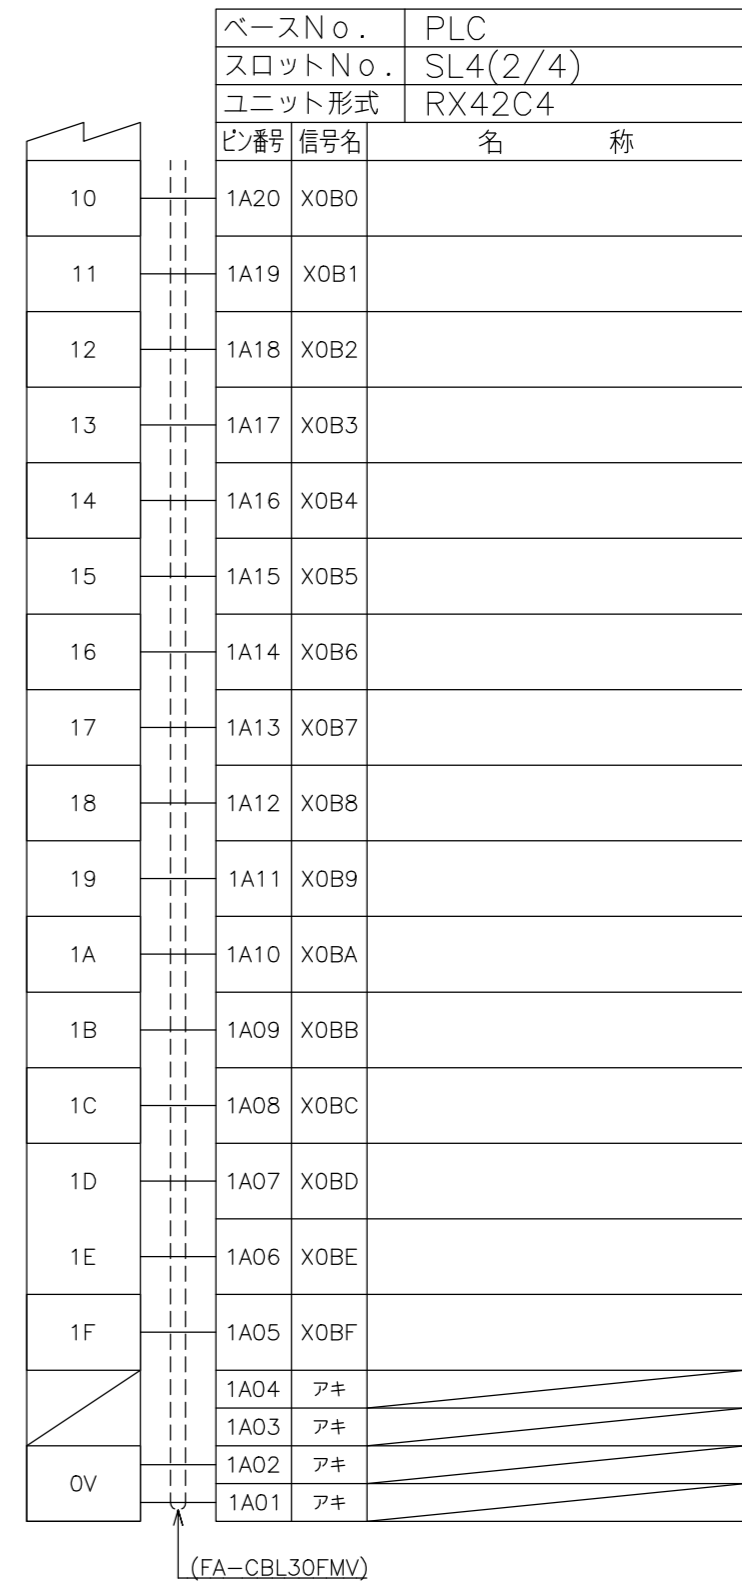 ベースNo. PLC
スロットNo. SL4(2/4)
ユニット形式 RX42C4
ピン番号 信号名 名 称
10 1A20 X0B0
11 1A19 X0B1
12 1A18 X0B2
13 1A17 X0B3
14 1A16 X0B4
15 1A15 X0B5
16 1A14 X0B6
17 1A13 X0B7
18 1A12 X0B8
19 1A11 X0B9
1A 1A10 X0BA
1B 1A09 X0BB
1C 1A08 X0BC
1D 1A07 X0BD
1E 1A06 X0BE
1F 1A05 X0BF
1A04 アキ
1A03 アキ
0V 1A02 アキ
1A01 アキ
(FA-CBL30FMV)